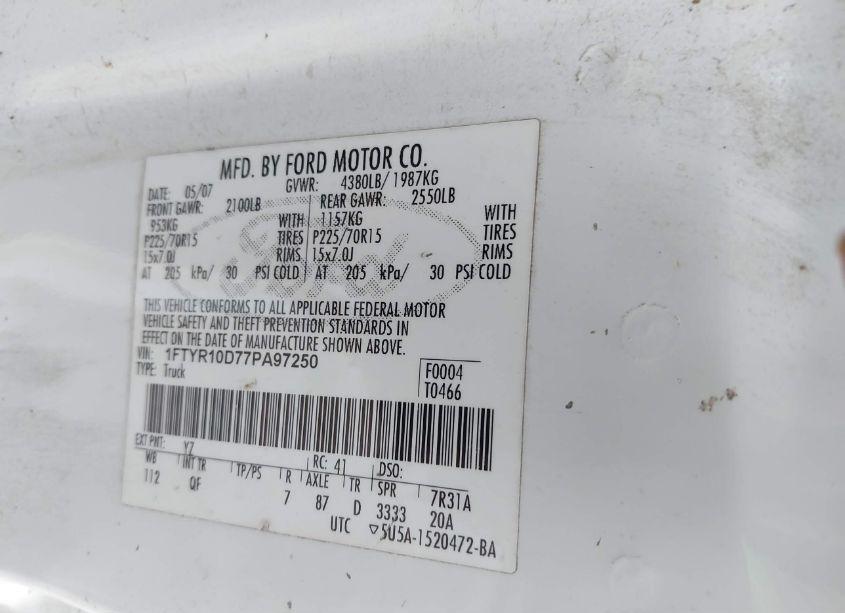 MFD. BY FORD MOTOR CO.
DATE: 05/07 GVWR: 4380LB/ 1987KG
FRONT GAWR: 2100LB REAR GAWR: 2550LB
953KG WITH 1157KG WITH
P225/70R15 TIRES P225/70R15 TIRES
15x7.0J RIMS 15x7.0J RIMS
AT 205 kPa/ 30 PSI COLD AT 205 kPa/ 30 PSI COLD
THIS VEHICLE CONFORMS TO ALL APPLICABLE FEDERAL MOTOR
VEHICLE SAFETY AND THEFT PREVENTION STANDARDS IN
EFFECT ON THE DATE OF MANUFACTURE SHOWN ABOVE.
VIN: 1FTYR10D77PA97250
TYPE: Truck
F0004
T0466
EXT PNT: YZ RC: 41 DSO:
WB INT TR TP/PS R AXLE TR SPR 7R31A
112 QF 7 87 D 3333 20A
UTC ▽5U5A-1520472-BA
Ford